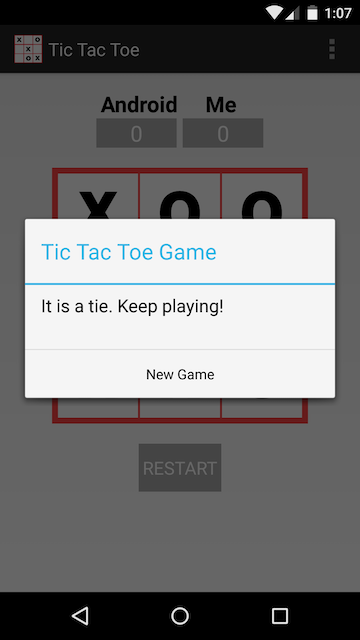 1:07
X O
X
O X
Tic Tac Toe
Android Me
0 0
X O O
Tic Tac Toe Game
It is a tie. Keep playing!
New Game
RESTART